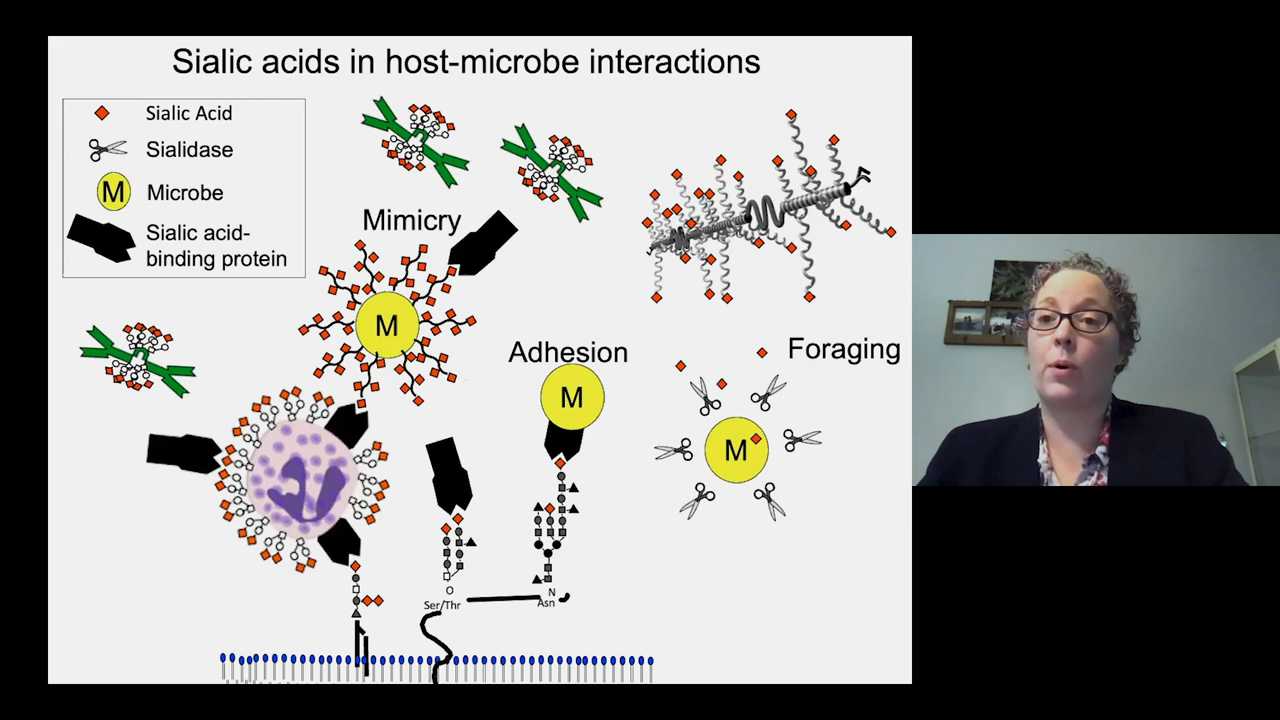 Sialic acids in host-microbe interactions
Sialic Acid
Sialidase
M
Microbe
Sialic acid-
binding protein
Mimicry
M
Adhesion
M
Foraging
M
O
Ser/Thr
N
Asn